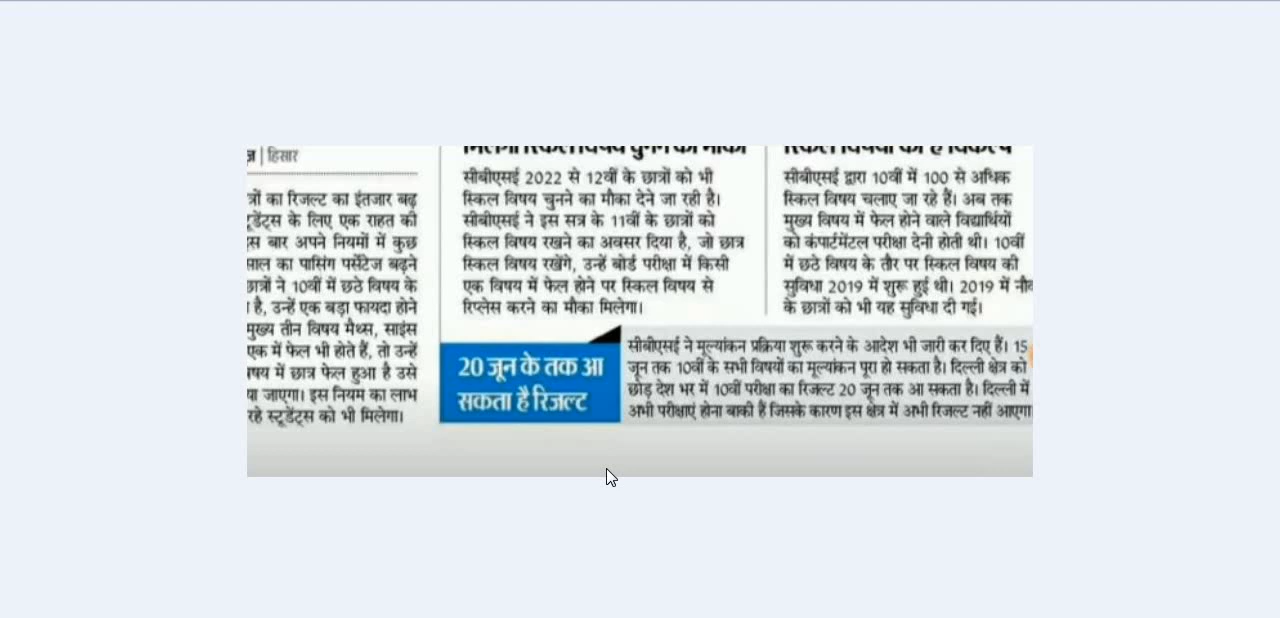 हिसार
का रिजल्ट का इंतजार बढ़
के लिए एक राहत की
बार अपने नियमों में कुछ
का पासिंग पर्सेंटेज बढ़ने
ने 10वीं में छठे विषय के
है, उन्हें एक बड़ा फायदा होने
मुख्य तीन विषय मैथ्स, साइंस
एक में फेल भी होते हैं, तो उन्हें
में छात्र फेल हुआ है उसे
जाएगा। इस नियम का लाभ
रहे स्टूडेंट्स को भी मिलेगा।
सीबीएसई 2022 से 12वीं के छात्रों को भी
स्किल विषय चुनने का मौका देने जा रही है।
सीबीएसई ने इस सत्र के 11वीं के छात्रों को
स्किल विषय रखने का अवसर दिया है, जो छात्र
स्किल विषय रखेंगे, उन्हें बोर्ड परीक्षा में किसी
एक विषय में फेल होने पर स्किल विषय से
रिप्लेस करने का मौका मिलेगा।
सीबीएसई द्वारा 10वीं में 100 से अधिक
स्किल विषय चलाए जा रहे हैं। अब तक
मुख्य विषय में फेल होने वाले विद्यार्थियों
को कंपार्टमेंटल परीक्षा देनी होती थी। 10वीं
में छठे विषय के तौर पर स्किल विषय की
सुविधा 2019 में शुरू हुई थी। 2019 में
के छात्रों को भी यह सुविधा दी गई।
20 जून के तक आ
सकता है रिजल्ट
सीबीएसई ने मूल्यांकन प्रक्रिया शुरू करने के आदेश भी जारी कर दिए हैं। 15
जून तक 10वीं के सभी विषयों का मूल्यांकन पूरा हो सकता है। दिल्ली क्षेत्र को
छोड़ देश भर में 10वीं परीक्षा का रिजल्ट 20 जून तक आ सकता है। दिल्ली में
अभी परीक्षाएं होना बाकी हैं जिसके कारण इस क्षेत्र में अभी रिजल्ट नहीं आएगा